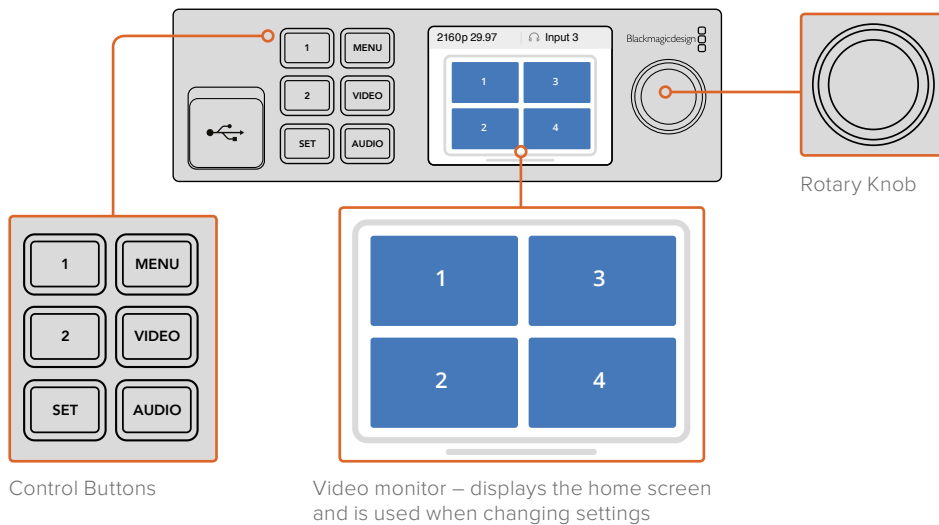 1 MENU
2 VIDEO
SET AUDIO
2160p 29.97 Input 3
1 3
2 4
Blackmagicdesign
Rotary Knob
1 MENU
2 VIDEO
SET AUDIO
Control Buttons
1 3
2 4
Video monitor – displays the home screen
and is used when changing settings